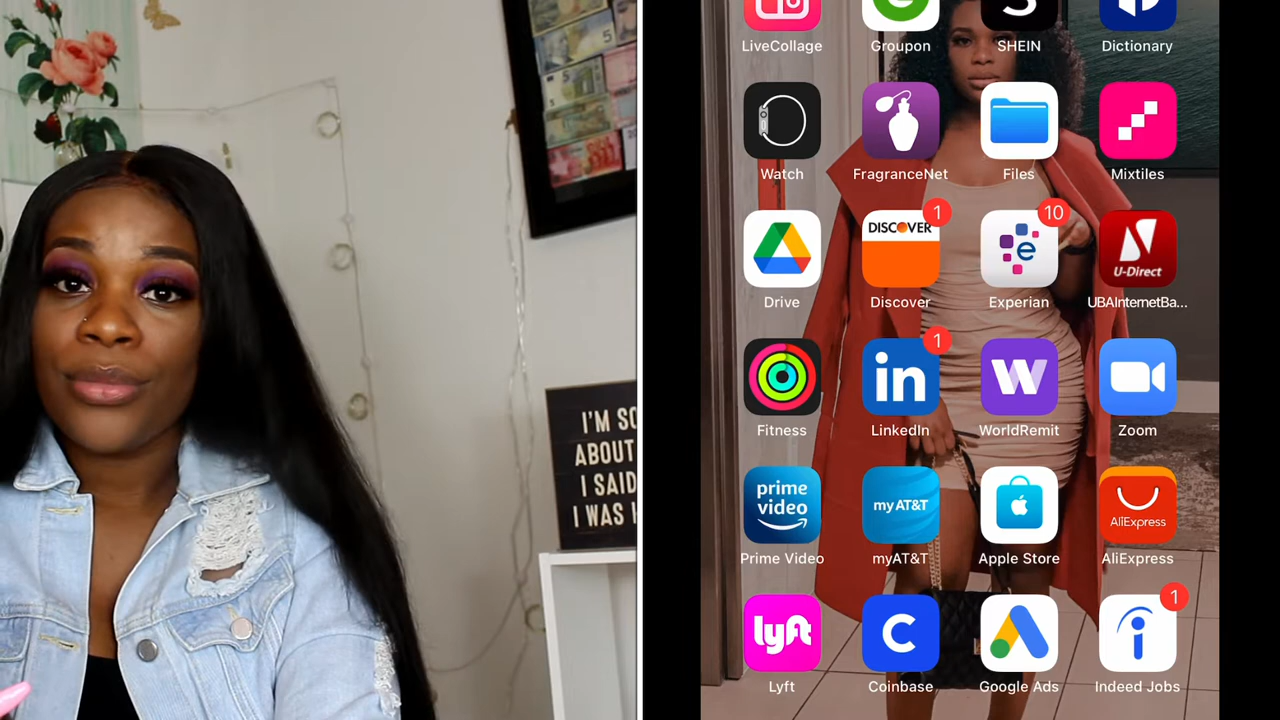 I'M SO
ABOUT
I SAID
I WAS
LiveCollage Groupon SHEIN Dictionary
Watch FragranceNet Files Mixtiles
DISCOVER 1 10 e U-Direct
Drive Discover Experian UBAInternetBa...
in 1 W
Fitness LinkedIn WorldRemit Zoom
prime video my AT&T AliExpress
Prime Video myAT&T Apple Store AliExpress
lyft C i 1
Lyft Coinbase Google Ads Indeed Jobs